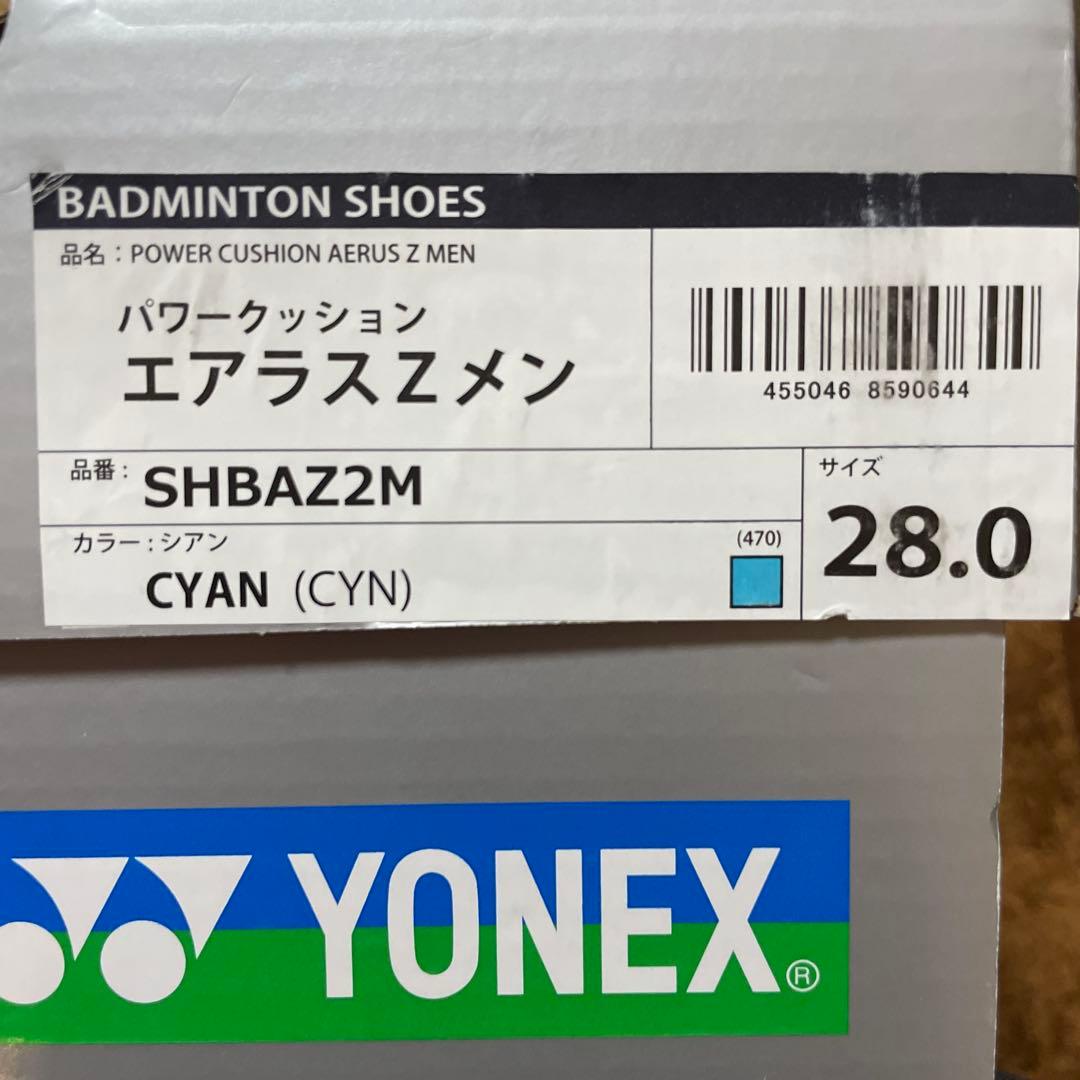 BADMINTON SHOES
品名：POWER CUSHION AERUS Z MEN
パワークッション
エアラスZメン
455046 8590644
品番：SHBAZ2M
サイズ
28.0
カラー：シアン
(470)
CYAN (CYN)
YONEX®